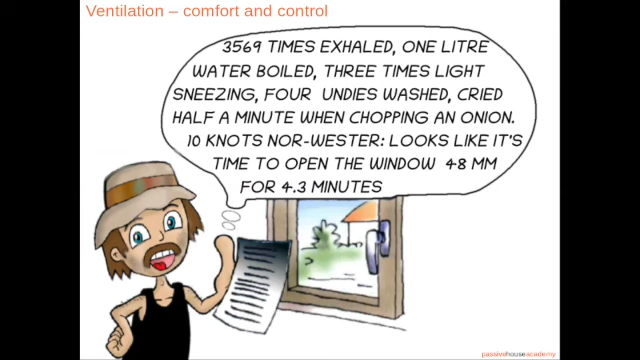 Ventilation – comfort and control
3569 TIMES EXHALED, ONE LITRE
WATER BOILED, THREE TIMES LIGHT
SNEEZING, FOUR UNDIES WASHED, CRIED
HALF A MINUTE WHEN CHOPPING AN ONION.
10 KNOTS NOR-WESTER: LOOKS LIKE IT'S
TIME TO OPEN THE WINDOW 48 MM
FOR 4.3 MINUTES
passivehouseacademy